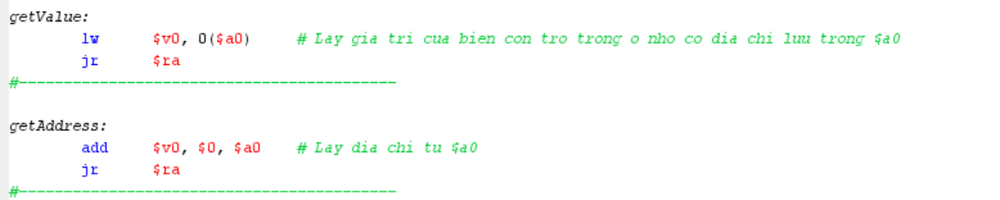 getValue:
lw $v0, 0($a0) # Lay gia tri cua bien con tro trong o nho co dia chi luu trong $a0
jr $ra
#------------------------------------------
getAddress:
add $v0, $0, $a0 # Lay dia chi tu $a0
jr $ra
#------------------------------------------